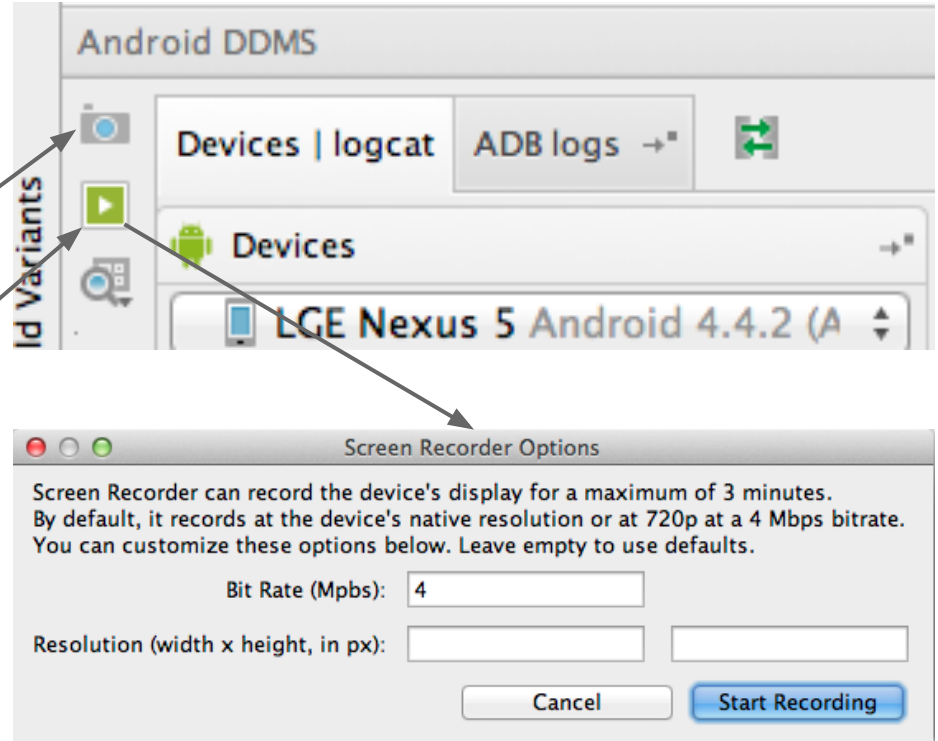 Android DDMS
Devices | logcat
ADB logs
ld Variants
Devices
LGE Nexus 5 Android 4.4.2 (A
Screen Recorder Options
Screen Recorder can record the device's display for a maximum of 3 minutes.
By default, it records at the device's native resolution or at 720p at a 4 Mbps bitrate.
You can customize these options below. Leave empty to use defaults.
Bit Rate (Mpbs): 4
Resolution (width x height, in px):
Cancel
Start Recording